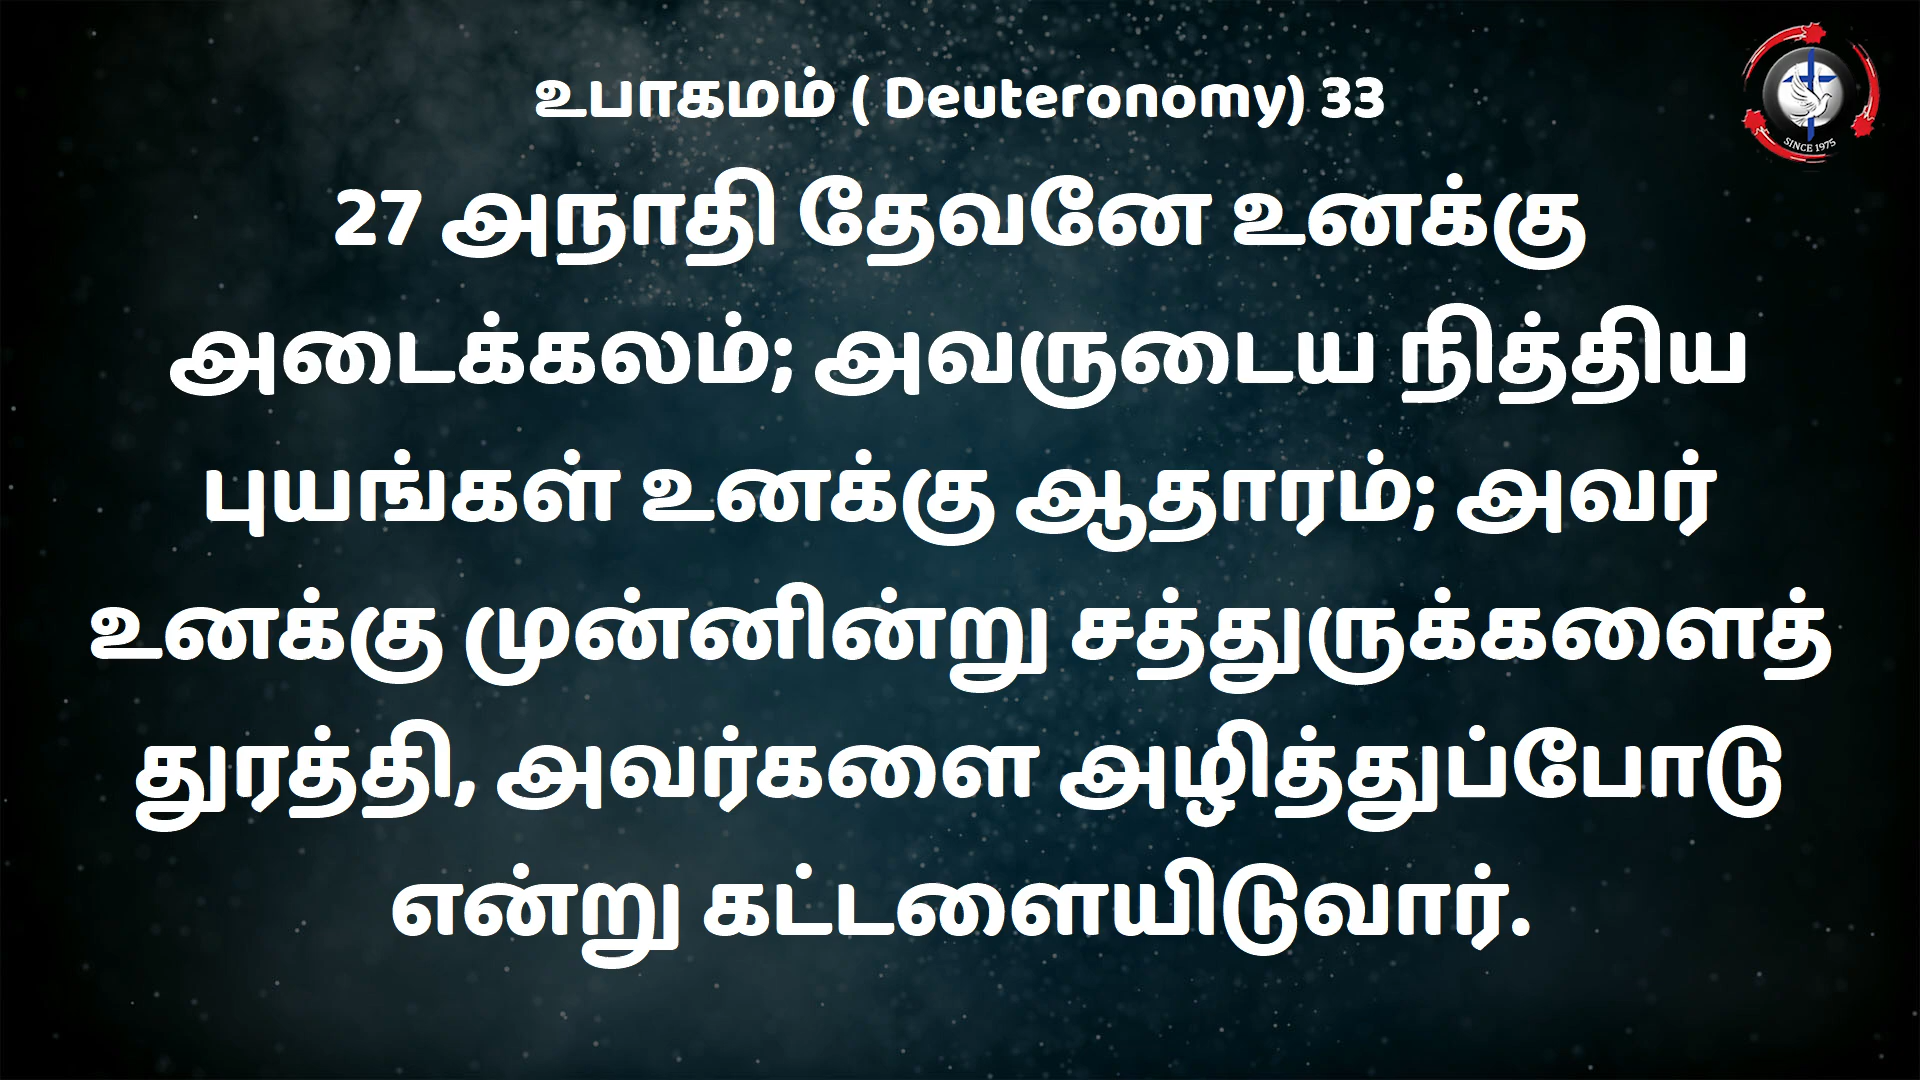 உபாகமம் ( Deuteronomy) 33
27 அநாதி தேவனே உனக்கு
அடைக்கலம்; அவருடைய நித்திய
புயங்கள் உனக்கு ஆதாரம்; அவர்
உனக்கு முன்னின்று சத்துருக்களைத்
துரத்தி, அவர்களை அழித்துப்போடு
என்று கட்டளையிடுவார்.
SINCE 1975